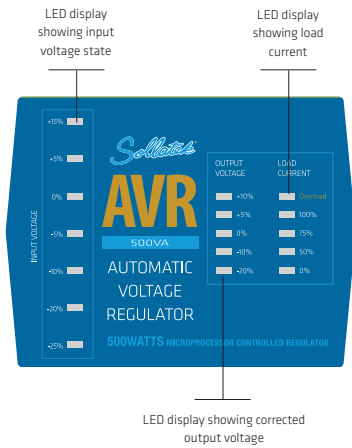 LED display
showing input
voltage state
LED display
showing load
current
+15%
+5%
0%
-5%
-10%
-20%
-25%
INPUT VOLTAGE
Sollatek
AVR
500VA
AUTOMATIC
VOLTAGE
REGULATOR
500WATTS MICROPROCESSOR CONTROLLED REGULATOR
OUTPUT
VOLTAGE
+10%
+5%
0%
-10%
-20%
LOAD
CURRENT
Overload
100%
75%
50%
0%
LED display showing corrected
output voltage